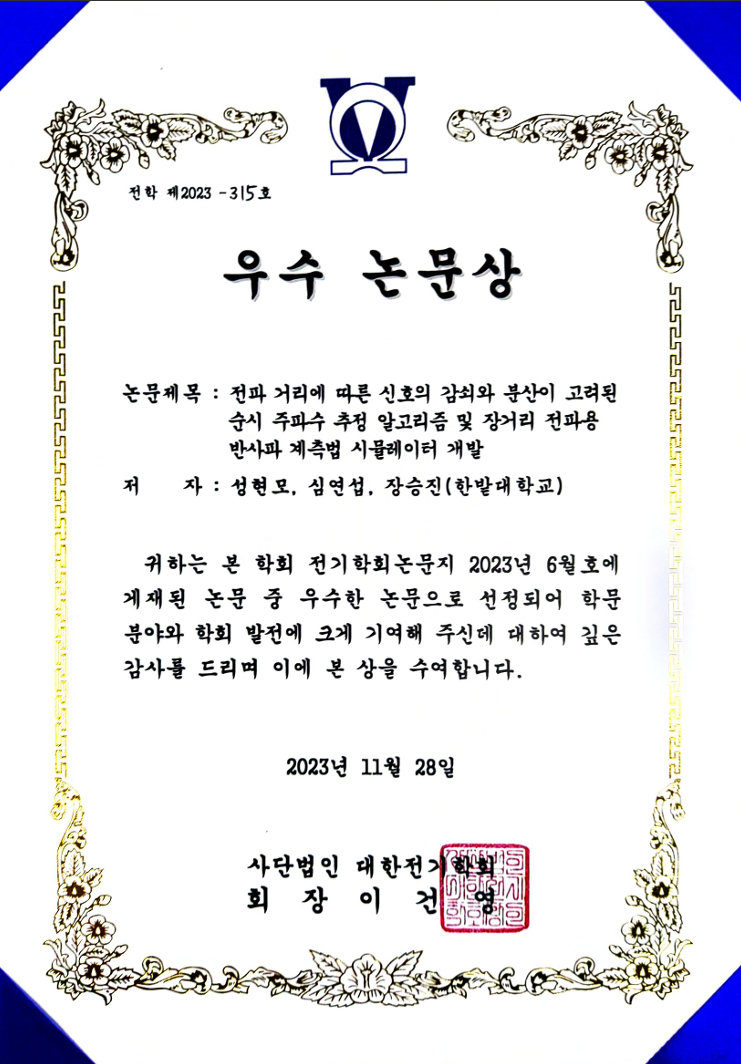 전학 제2023 -315호
우수 논문상
논문제목 : 전파 거리에 따른 신호의 감쇠와 분산이 고려된
순시 주파수 추정 알고리즘 및 장거리 전파용
반사파 계측법 시뮬레이터 개발
저 자 : 성현모, 심연섭, 장승진(한밭대학교)
귀하는 본 학회 전기학회논문지 2023년 6월호에
게재된 논문 중 우수한 논문으로 선정되어 학문
분야와 학회 발전에 크게 기여해 주신데 대하여 깊은
감사를 드리며 이에 본 상을 수여합니다.
2023년 11월 28일
사단법인 대한전기학회
회 장 이 건 영